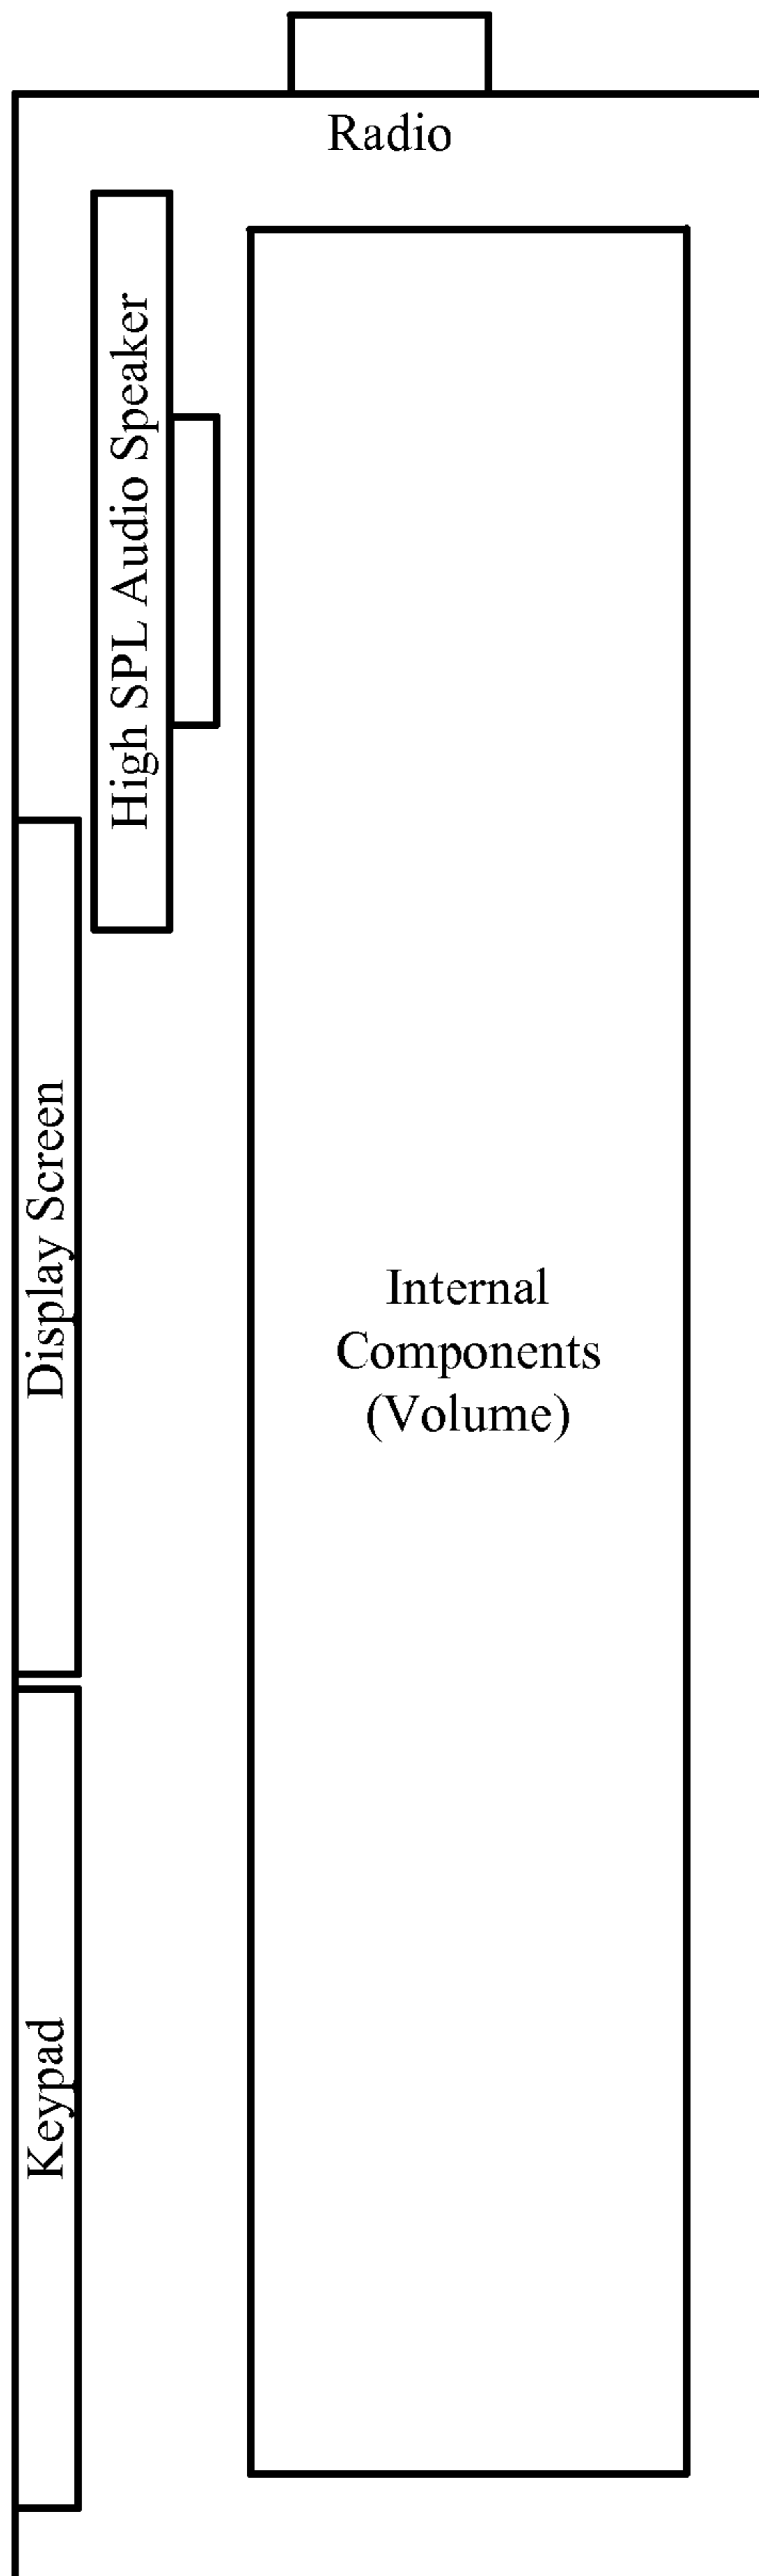 Radio
High SPL Audio Speaker
Display Screen
Internal
Components
(Volume)
Keypad